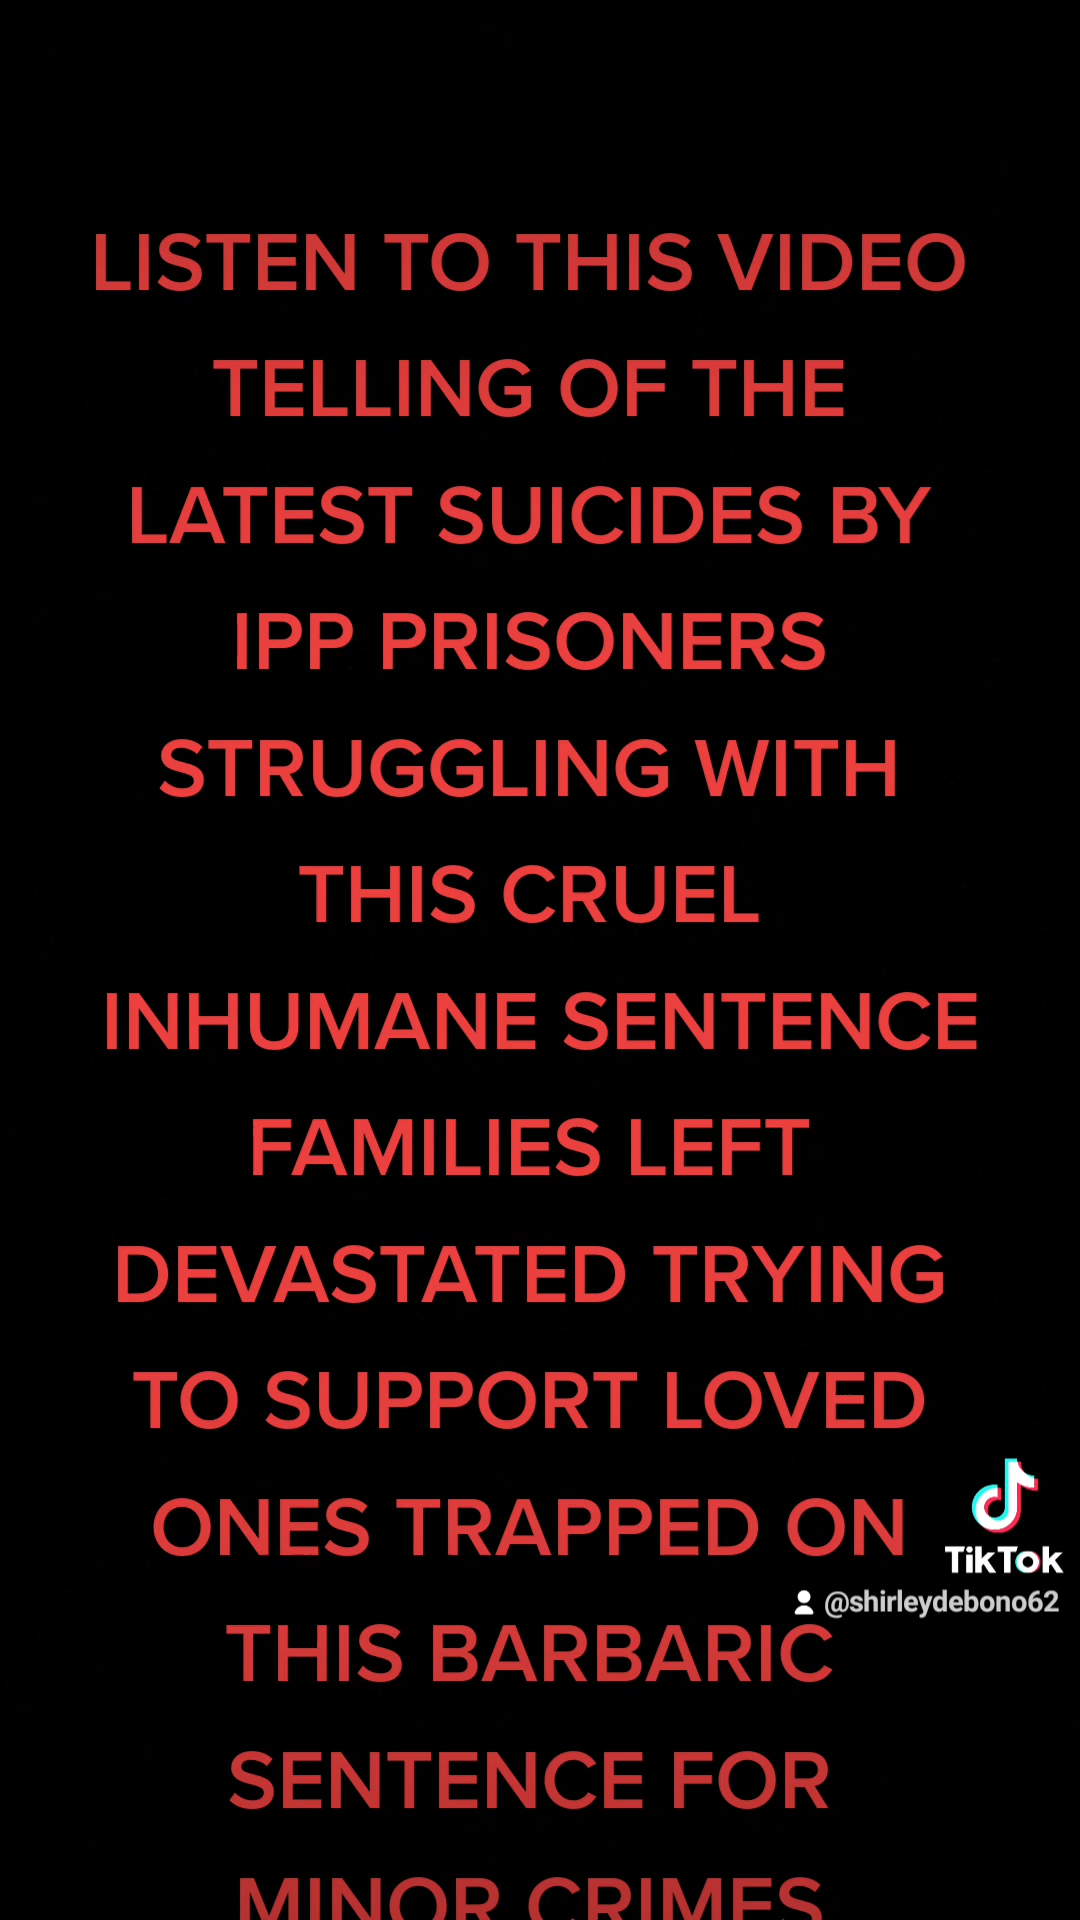 LISTEN TO THIS VIDEO
TELLING OF THE
LATEST SUICIDES BY
IPP PRISONERS
STRUGGLING WITH
THIS CRUEL
INHUMANE SENTENCE
FAMILIES LEFT
DEVASTATED TRYING
TO SUPPORT LOVED
ONES TRAPPED ON
TikTok
@shirleydebono62
THIS BARBARIC
SENTENCE FOR
MINOR CRIMES